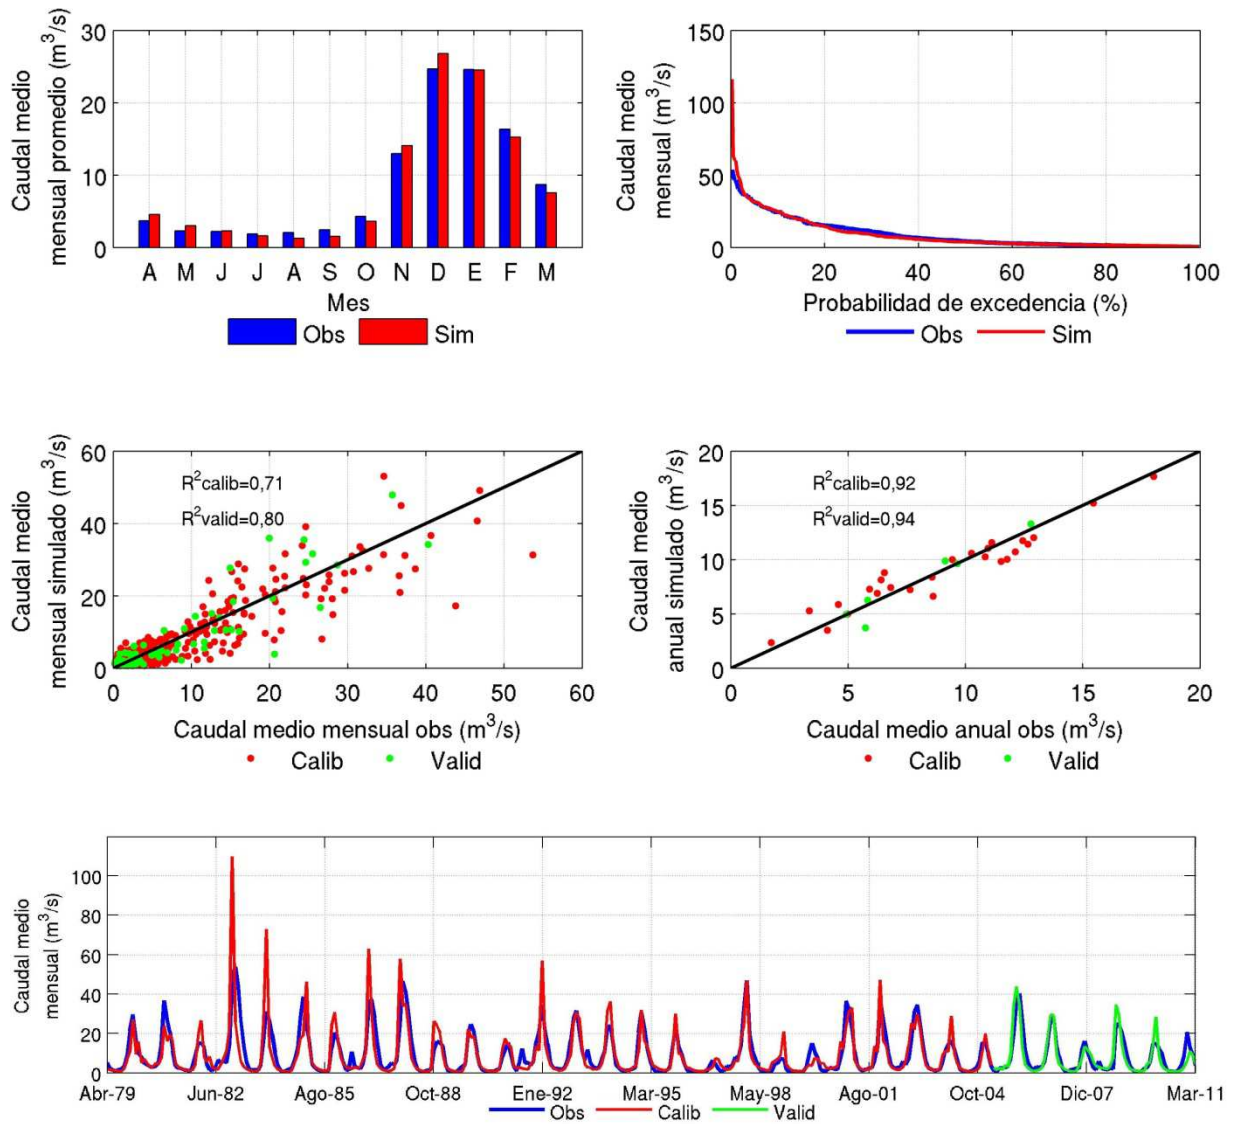 Caudal medio
mensual promedio (m³/s)
30
20
10
0
A M J J A S O N D E F M
Mes
Obs Sim
Caudal medio
mensual (m³/s)
150
100
50
0
0 20 40 60 80 100
Probabilidad de excedencia (%)
Obs Sim
Caudal medio
mensual simulado (m³/s)
60
40
20
0
R²calib=0,71
R²valid=0,80
0 10 20 30 40 50 60
Caudal medio mensual obs (m³/s)
Calib Valid
Caudal medio
anual simulado (m³/s)
20
15
10
5
0
R²calib=0,92
R²valid=0,94
0 5 10 15 20
Caudal medio anual obs (m³/s)
Calib Valid
Caudal medio
mensual (m³/s)
100
80
60
40
20
0
Abr-79 Jun-82 Ago-85 Oct-88 Ene-92 Mar-95 May-98 Ago-01 Oct-04 Dic-07 Mar-11
Obs Calib Valid